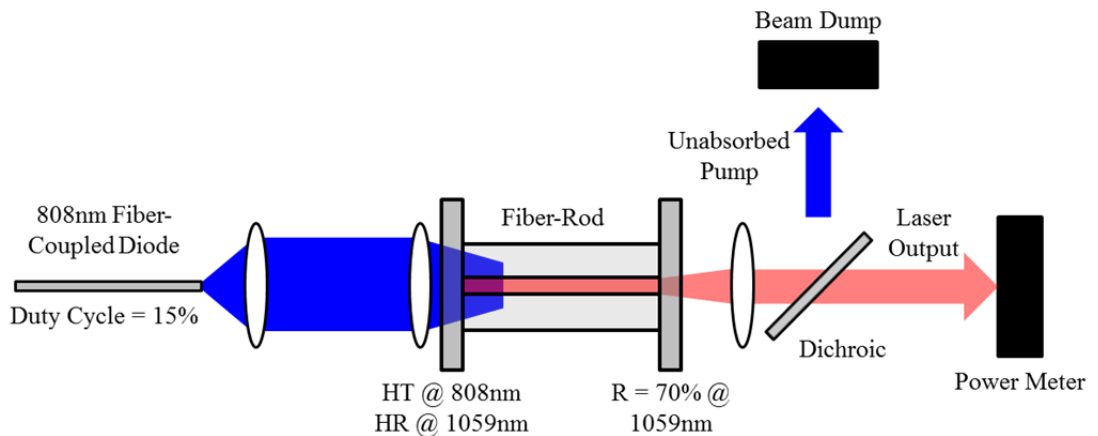 Beam Dump
Unabsorbed
Pump
808nm Fiber-
Coupled Diode
Fiber-Rod
Laser
Output
Duty Cycle = 15%
Dichroic
Power Meter
HT @ 808nm
HR @ 1059nm
R = 70% @
1059nm